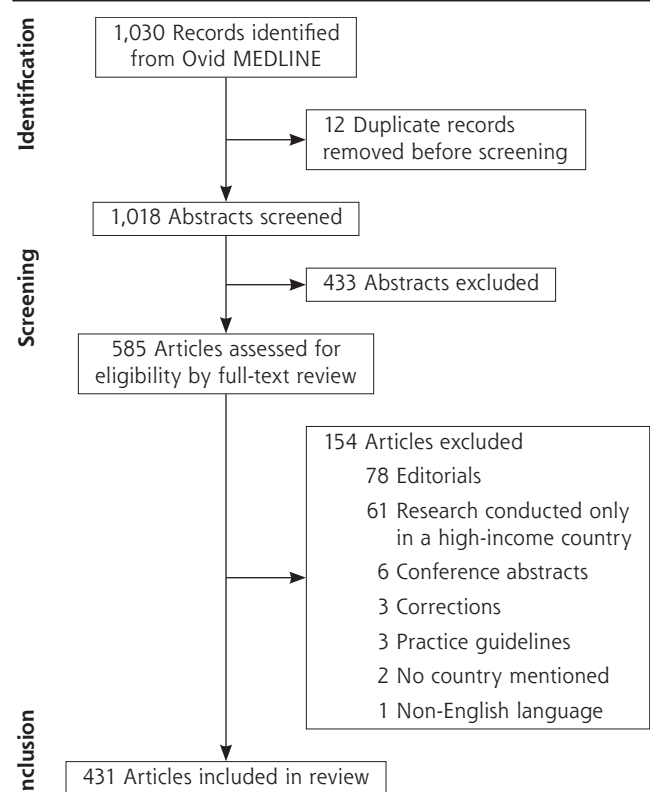 Identification
1,030 Records identified
from Ovid MEDLINE
12 Duplicate records
removed before screening
Screening
1,018 Abstracts screened
433 Abstracts excluded
585 Articles assessed for
eligibility by full-text review
154 Articles excluded
78 Editorials
61 Research conducted only
in a high-income country
6 Conference abstracts
3 Corrections
3 Practice guidelines
2 No country mentioned
1 Non-English language
nclusion
431 Articles included in review